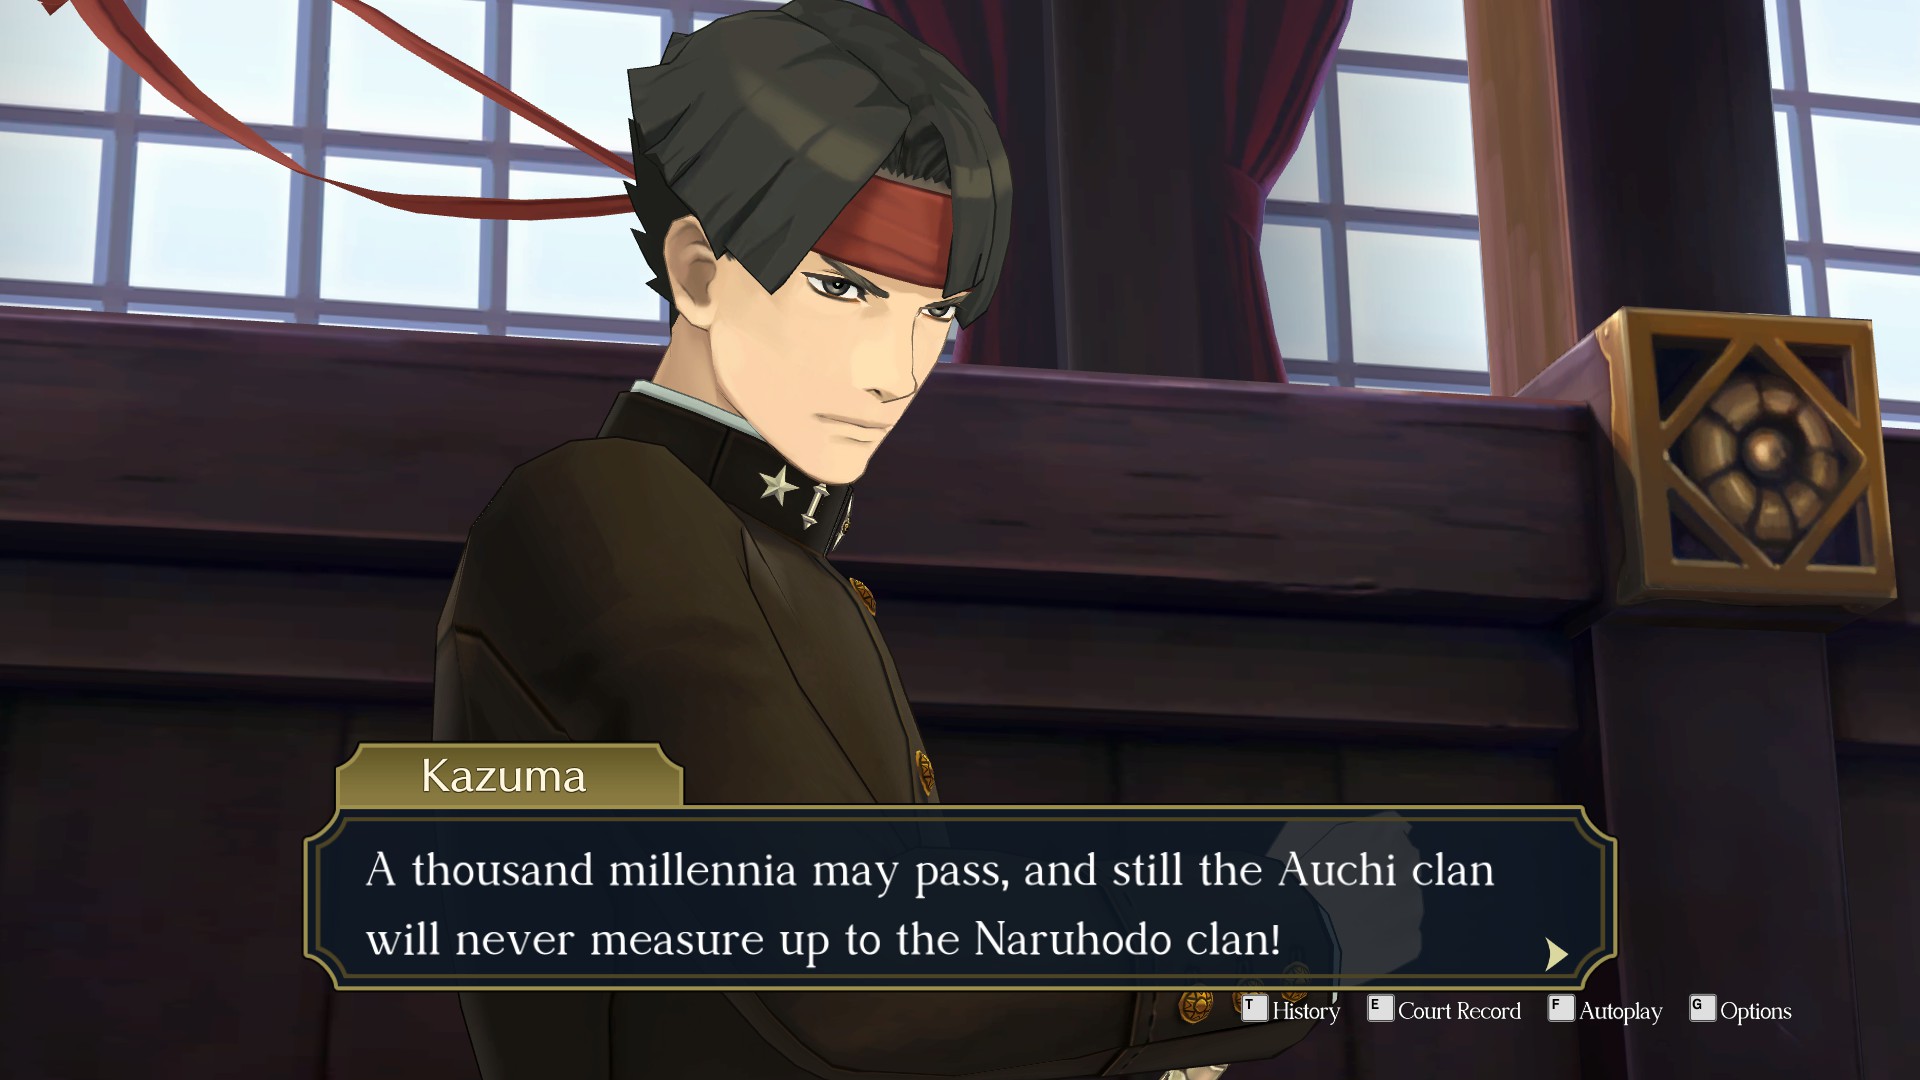 Kazuma
A thousand millennia may pass, and still the Auchi clan
will never measure up to the Naruhodo clan!
T History E Court Record F Autoplay G Options